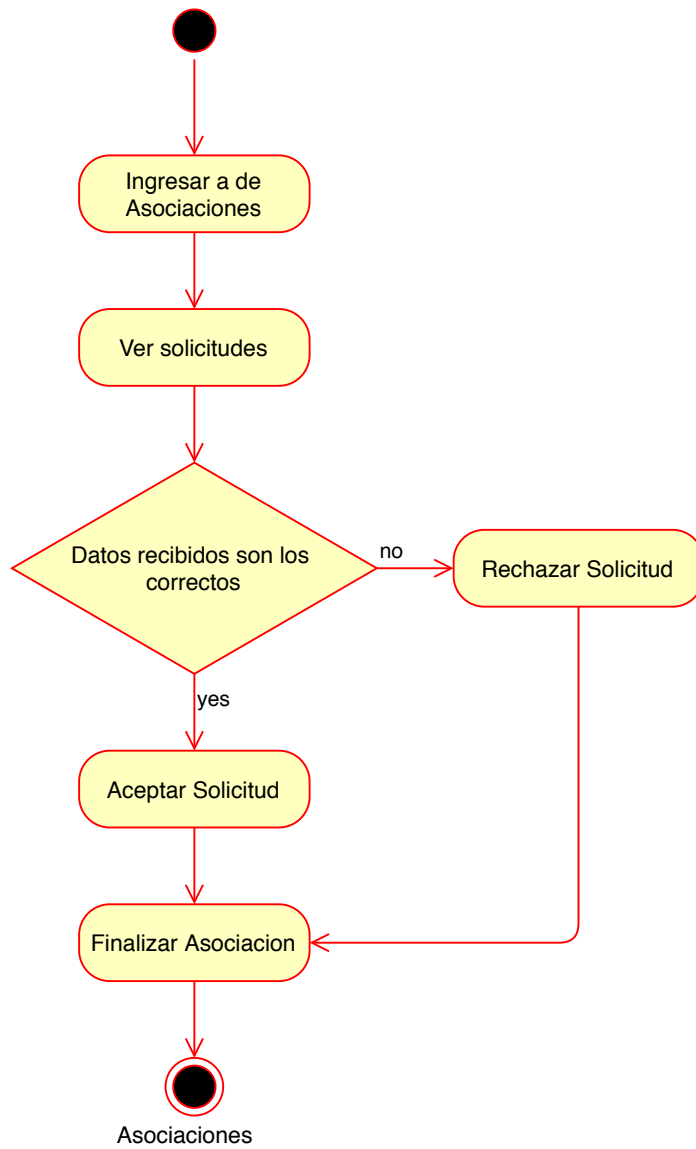 Ingresar a de
Asociaciones
Ver solicitudes
Datos recibidos son los
correctos
no
Rechazar Solicitud
yes
Aceptar Solicitud
Finalizar Asociacion
Asociaciones